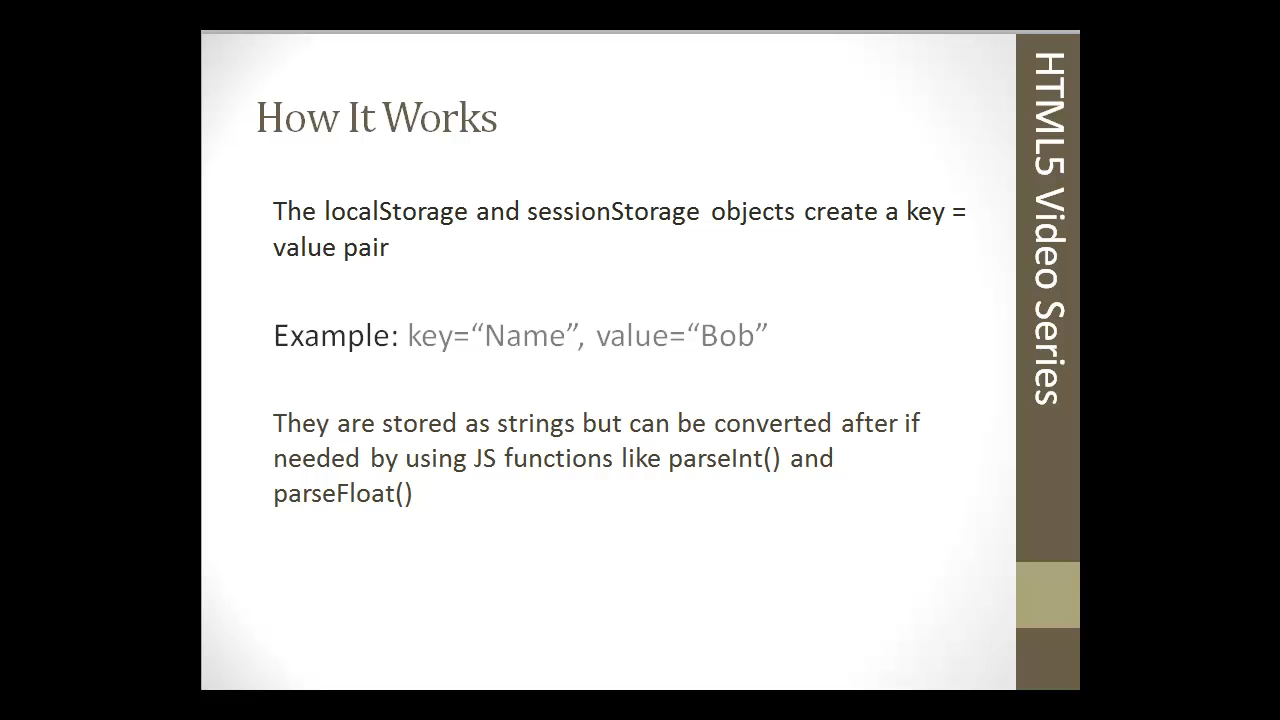 How It Works
The localStorage and sessionStorage objects create a key =
value pair
Example: key=“Name”, value=“Bob”
They are stored as strings but can be converted after if
needed by using JS functions like parseInt() and
parseFloat()
HTML5 Video Series